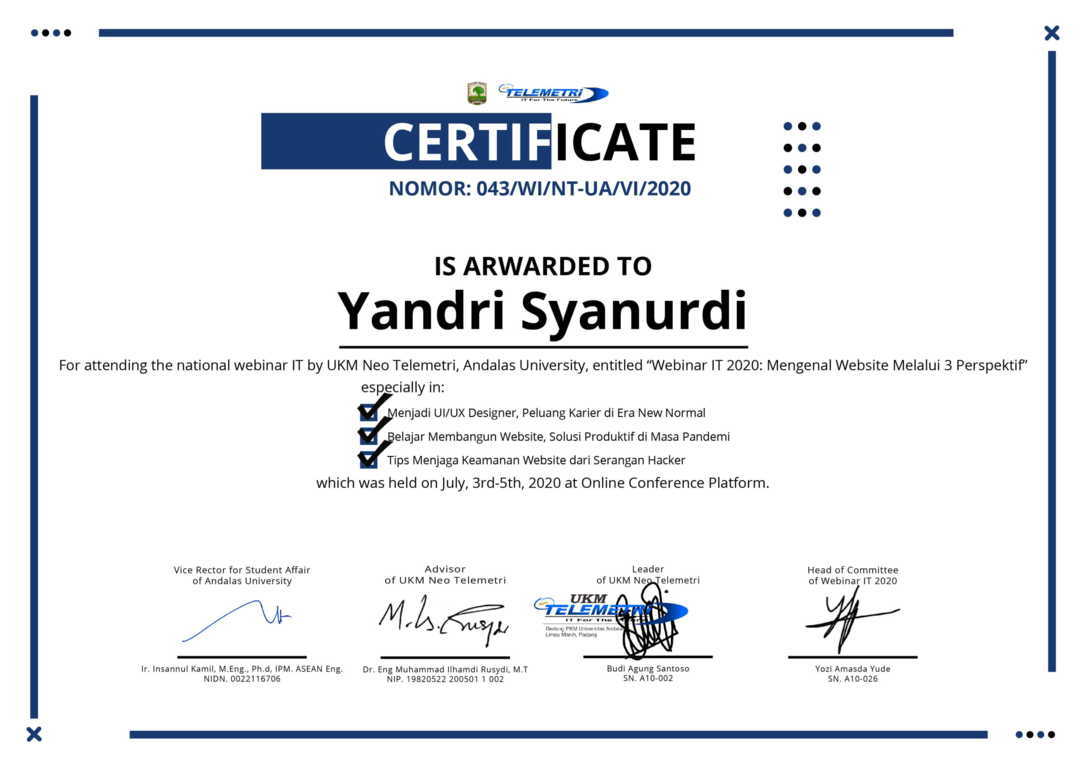 TELEMETRI
IT For The Future
CERTIFICATE
NOMOR: 043/WI/NT-UA/VI/2020
IS ARWARDED TO
Yandri Syanurdi
For attending the national webinar IT by UKM Neo Telemetri, Andalas University, entitled “Webinar IT 2020: Mengenal Website Melalui 3 Perspektif”
especially in:
Menjadi UI/UX Designer, Peluang Karier di Era New Normal
Belajar Membangun Website, Solusi Produktif di Masa Pandemi
Tips Menjaga Keamanan Website dari Serangan Hacker
which was held on July, 3rd-5th, 2020 at Online Conference Platform.
Vice Rector for Student Affair
of Andalas University
Ir. Insannul Kamil, M.Eng., Ph.d, IPM. ASEAN Eng.
NIDN. 0022116706
Advisor
of UKM Neo Telemetri
Dr. Eng Muhammad Ilhamdi Rusydi, M.T
NIP. 19820522 200501 1 002
Leader
of UKM Neo Telemetri
UKM
TELEMETRI
IT For The
Gedung PKM Universitas
Limau Manih, Padang
Budi Agung Santoso
SN. A10-002
Head of Committee
of Webinar IT 2020
Yozi Amasda Yude
SN. A10-026